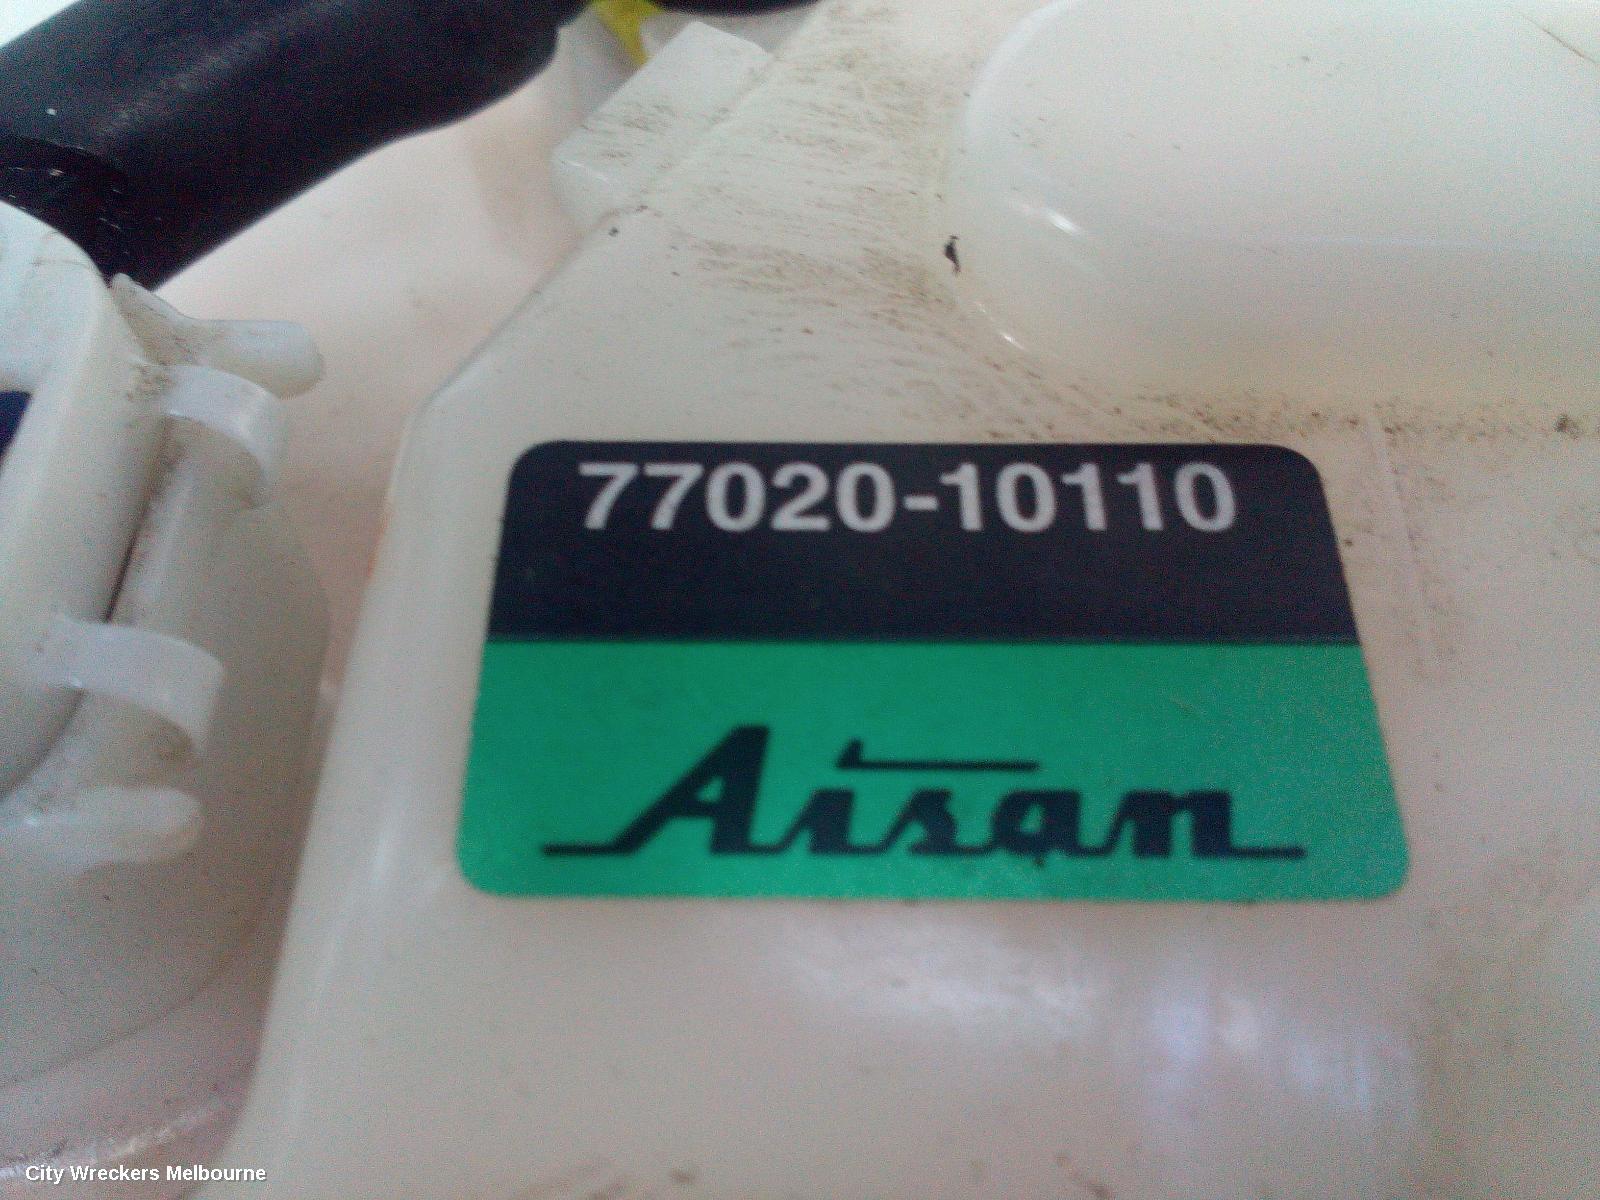 77020-10110
Aisan
City Wreckers Melbourne